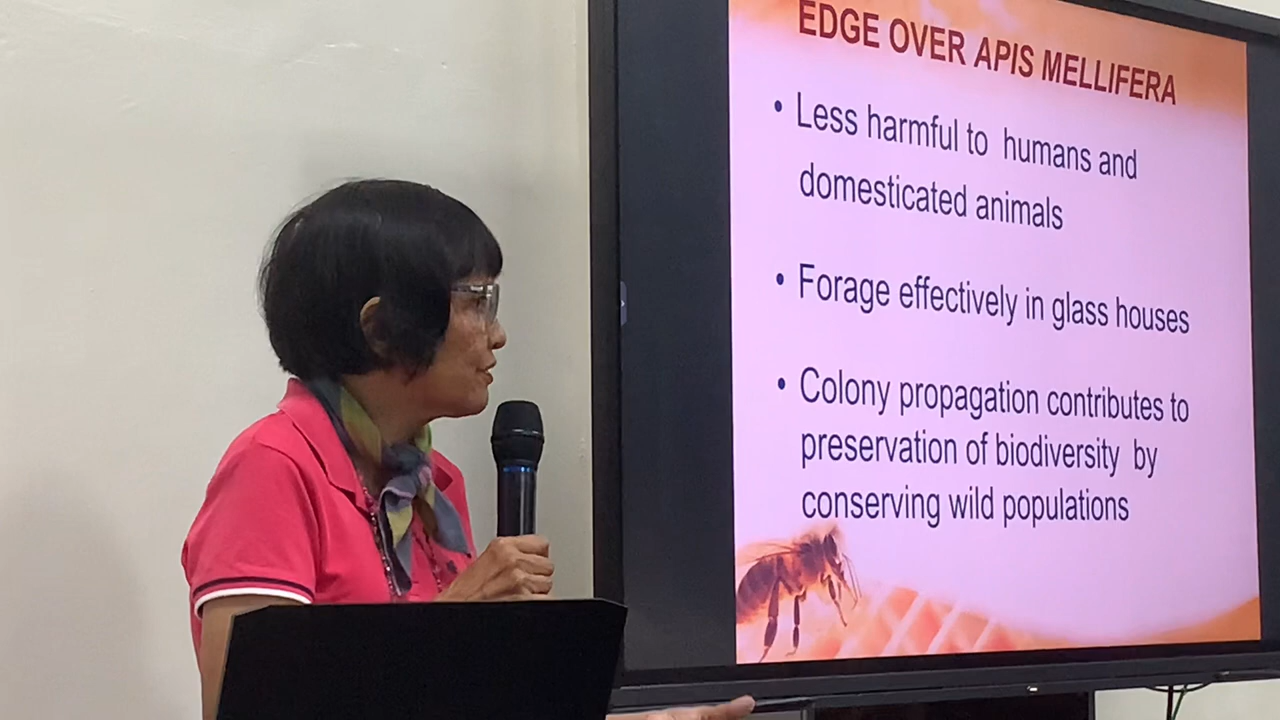 EDGE OVER APIS MELLIFERA
• Less harmful to humans and
domesticated animals
• Forage effectively in glass houses
• Colony propagation contributes to
preservation of biodiversity by
conserving wild populations